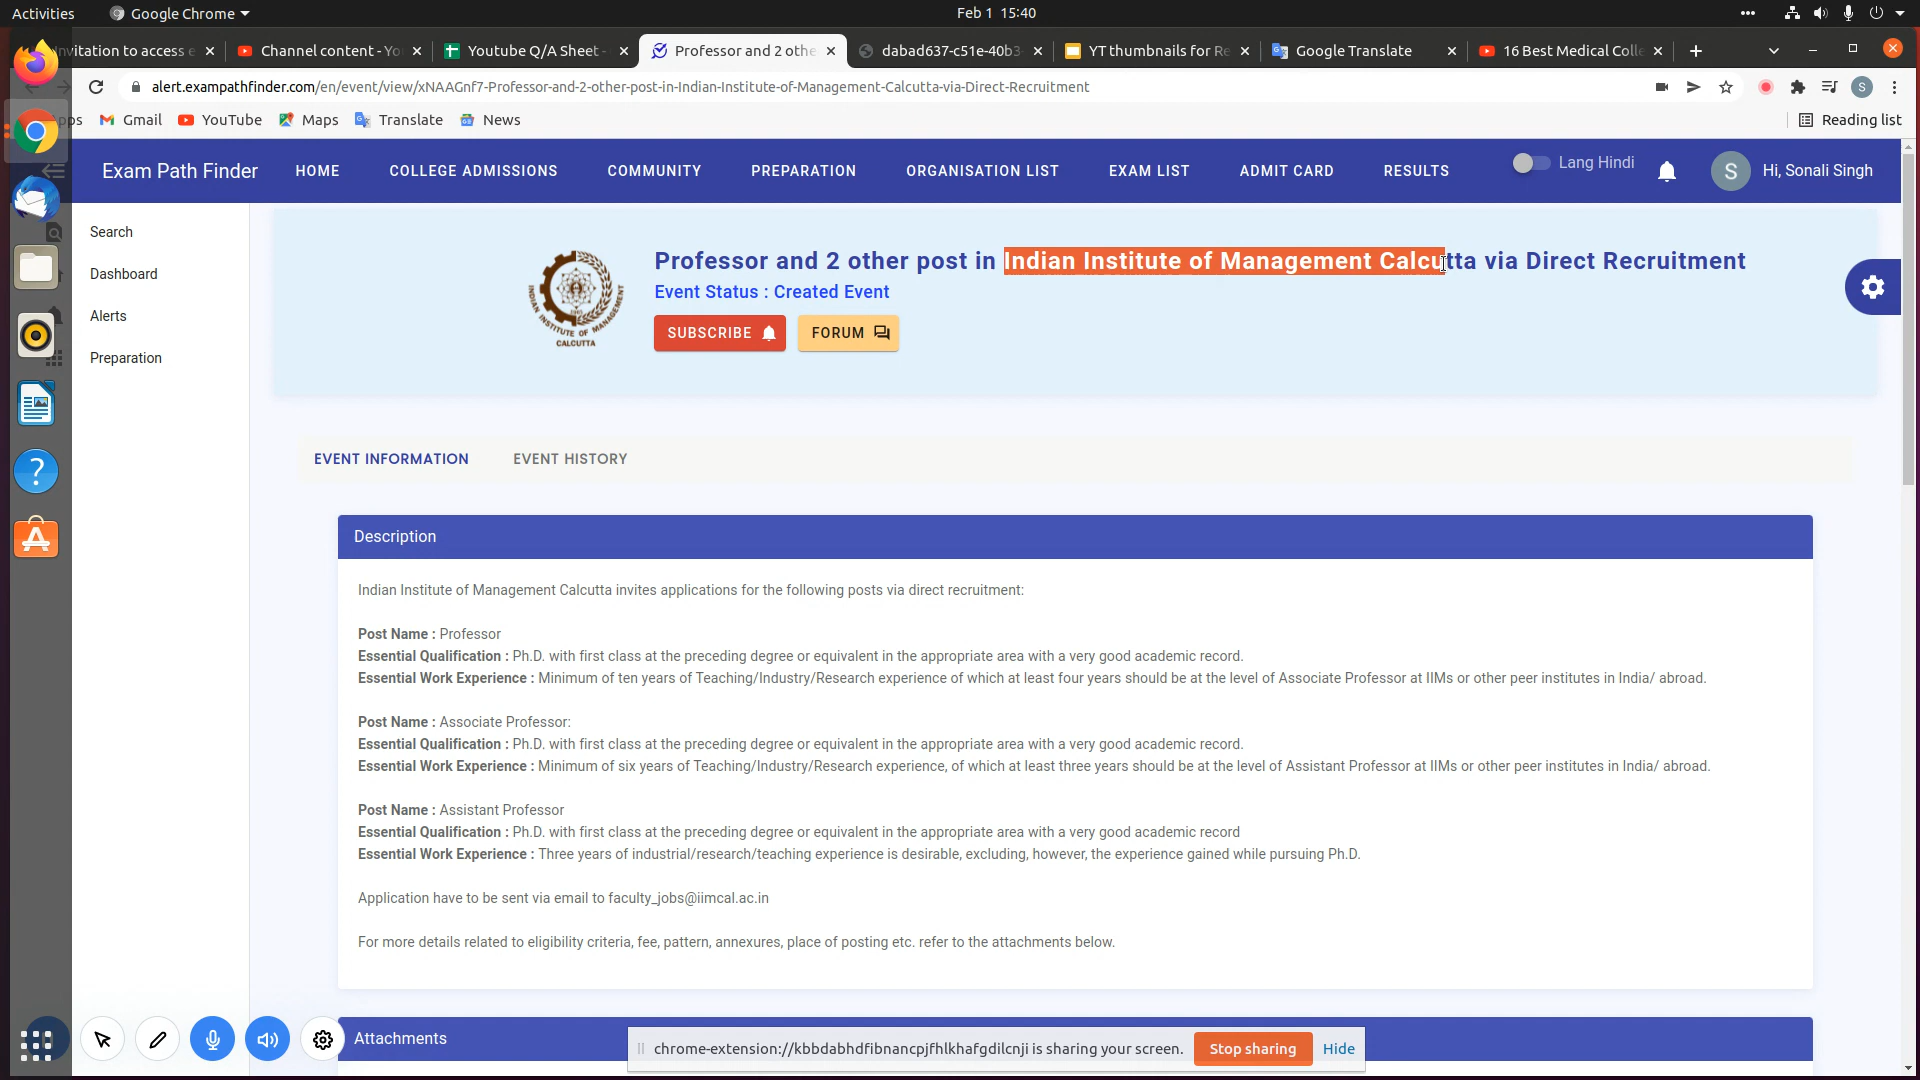 Activities Google Chrome Feb 1 15:40
nvitation to access e
Channel content - Yo
Youtube Q/A Sheet -
Professor and 2 othe
dabad637-c51e-40b3
YT thumbnails for Re
Google Translate
16 Best Medical Colle
alert.exampathfinder.com/en/event/view/xNAAGnf7-Professor-and-2-other-post-in-Indian-Institute-of-Management-Calcutta-via-Direct-Recruitment
S
pps Gmail YouTube Maps Translate News Reading list
Exam Path Finder HOME COLLEGE ADMISSIONS COMMUNITY PREPARATION ORGANISATION LIST EXAM LIST ADMIT CARD RESULTS Lang Hindi S Hi, Sonali Singh
Search
Dashboard
Alerts
Preparation
INDIAN INSTITUTE OF MANAGEMENT
CALCUTTA
Professor and 2 other post in Indian Institute of Management Calcutta via Direct Recruitment
Event Status : Created Event
SUBSCRIBE FORUM
EVENT INFORMATION EVENT HISTORY
Description
Indian Institute of Management Calcutta invites applications for the following posts via direct recruitment:
Post Name : Professor
Essential Qualification : Ph.D. with first class at the preceding degree or equivalent in the appropriate area with a very good academic record.
Essential Work Experience : Minimum of ten years of Teaching/Industry/Research experience of which at least four years should be at the level of Associate Professor at IIMs or other peer institutes in India/ abroad.
Post Name : Associate Professor:
Essential Qualification : Ph.D. with first class at the preceding degree or equivalent in the appropriate area with a very good academic record.
Essential Work Experience : Minimum of six years of Teaching/Industry/Research experience, of which at least three years should be at the level of Assistant Professor at IIMs or other peer institutes in India/ abroad.
Post Name : Assistant Professor
Essential Qualification : Ph.D. with first class at the preceding degree or equivalent in the appropriate area with a very good academic record
Essential Work Experience : Three years of industrial/research/teaching experience is desirable, excluding, however, the experience gained while pursuing Ph.D.
Application have to be sent via email to faculty_jobs@iimcal.ac.in
For more details related to eligibility criteria, fee, pattern, annexures, place of posting etc. refer to the attachments below.
Attachments
chrome-extension://kbbdabhdfibnancpjfhlkhafgdilcnji is sharing your screen. Stop sharing Hide